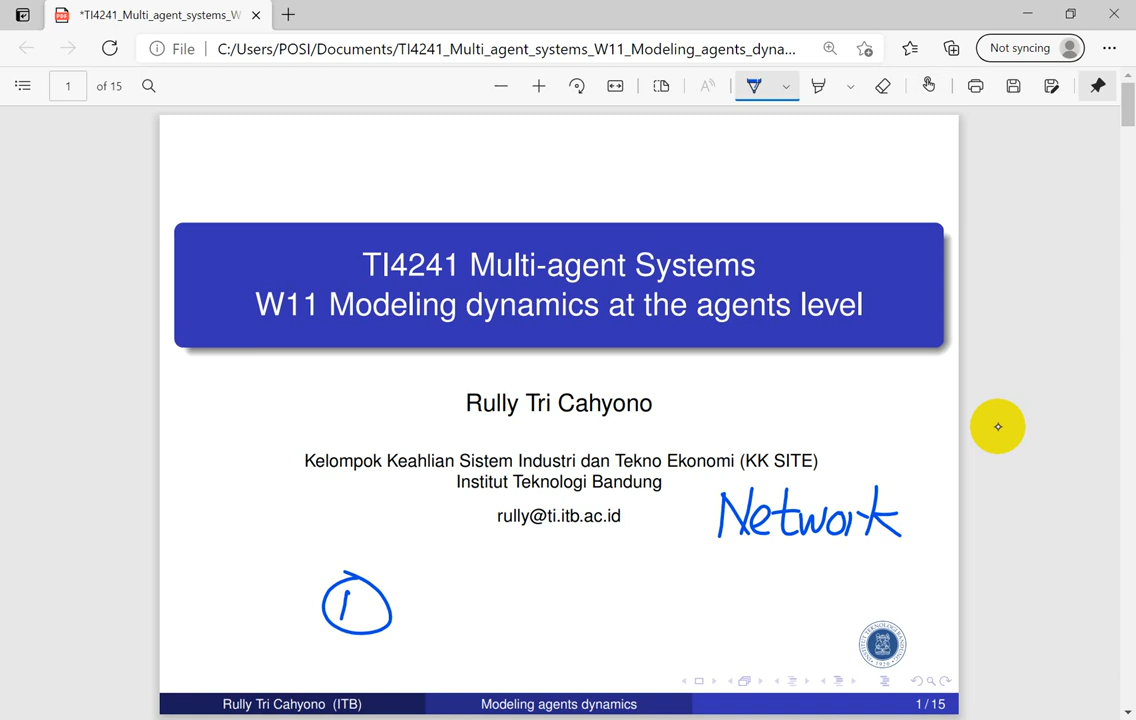 *TI4241_Multi_agent_systems_W
File
C:/Users/POSI/Documents/TI4241_Multi_agent_systems_W11_Modeling_agents_dyna...
Not syncing
1
of 15
TI4241 Multi-agent Systems
W11 Modeling dynamics at the agents level
Rully Tri Cahyono
Kelompok Keahlian Sistem Industri dan Tekno Ekonomi (KK SITE)
Institut Teknologi Bandung
rully@ti.itb.ac.id
Network
1
Rully Tri Cahyono (ITB)
Modeling agents dynamics
1 / 15